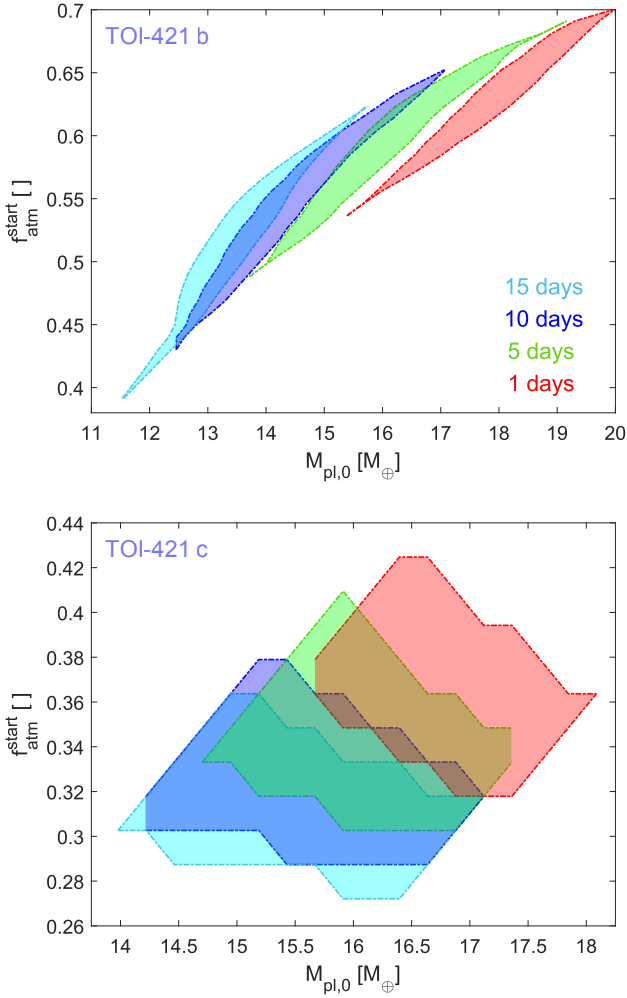 TOI-421 b
0.7
0.65
0.6
0.55
0.5
0.45
0.4
f_atm^start [ ]
15 days
10 days
5 days
1 days
11 12 13 14 15 16 17 18 19 20
M_pl,0 [M_⊕]
TOI-421 c
0.44
0.42
0.4
0.38
0.36
0.34
0.32
0.3
0.28
0.26
f_atm^start [ ]
14 14.5 15 15.5 16 16.5 17 17.5 18
M_pl,0 [M_⊕]